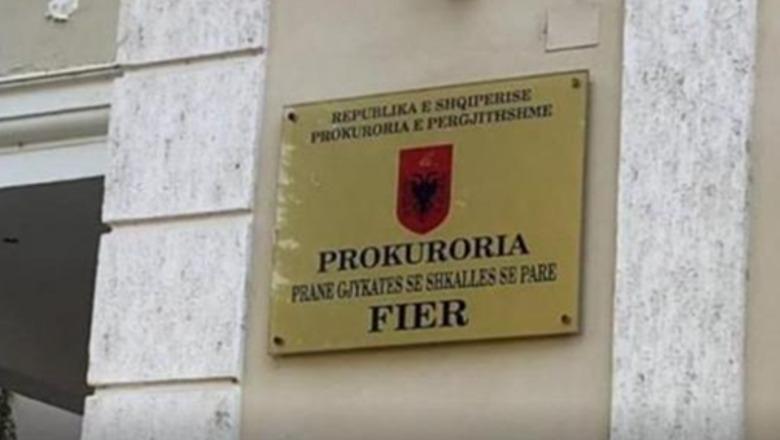 REPUBLIKA E SHQIPERISE
PROKURORIA E PERGJITHSHME
PROKURORIA
PRANE GJYKATES SE SHKALLES SE PARE
FIER